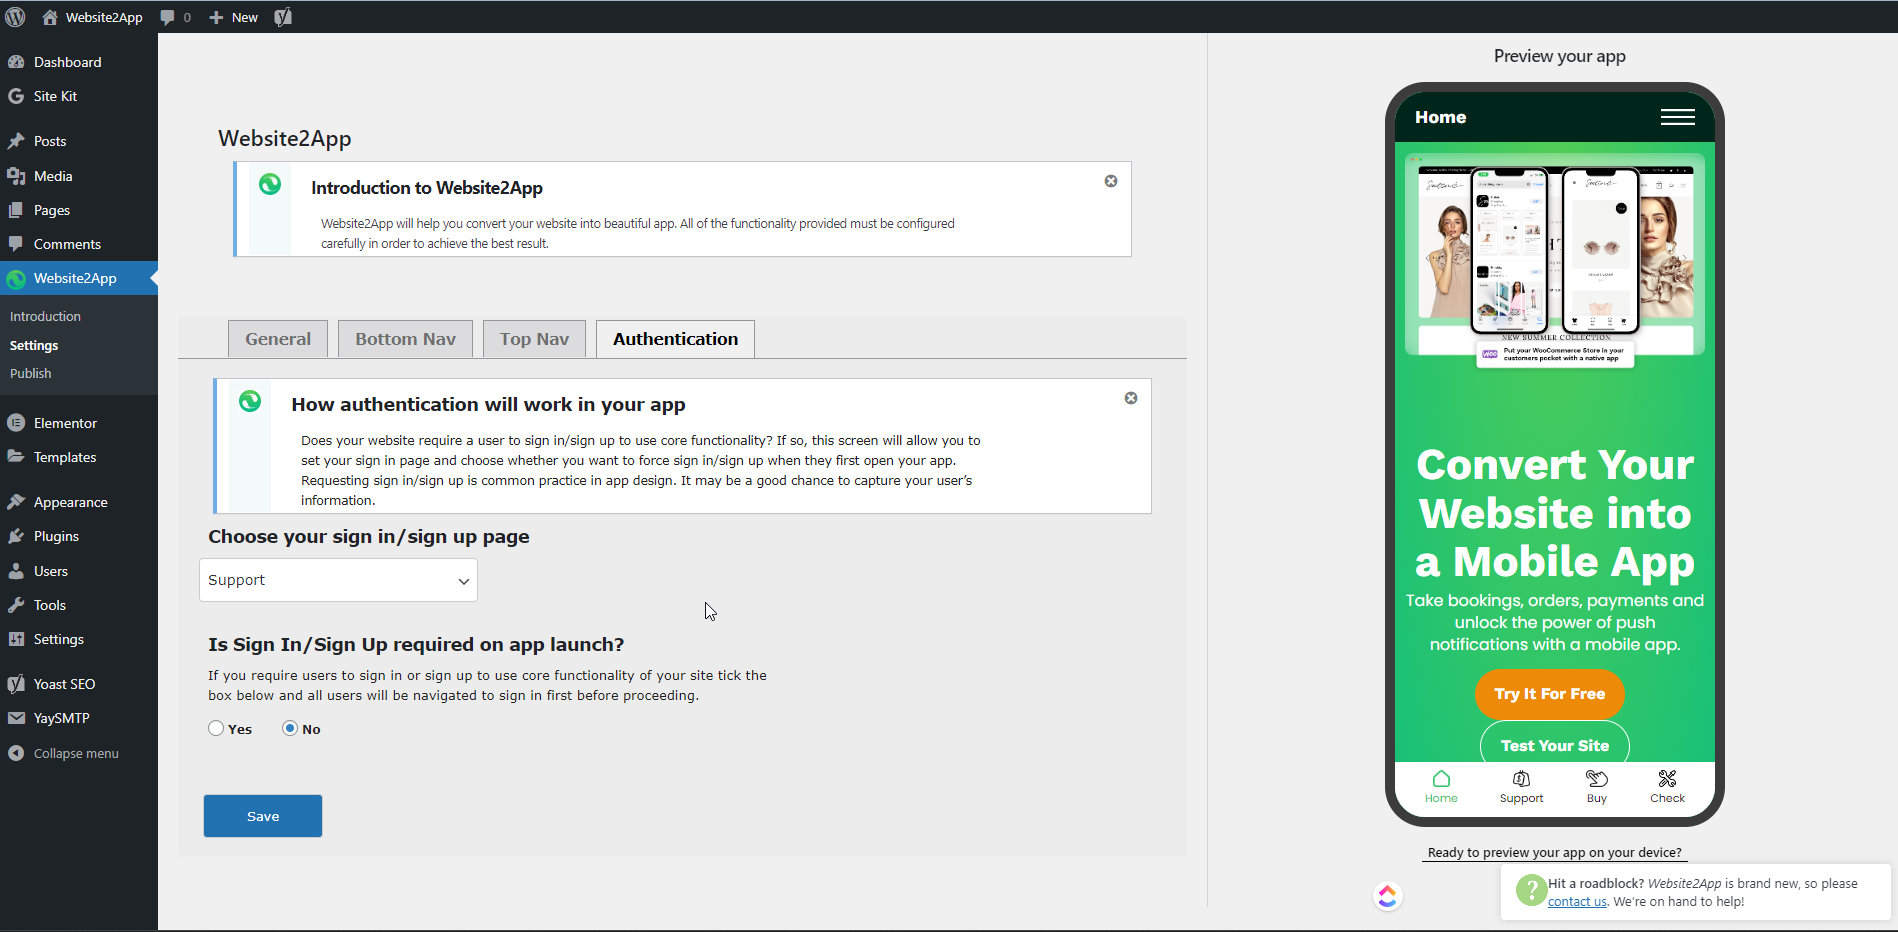 Website2App
0
New
Dashboard
Site Kit
Posts
Media
Pages
Comments
Website2App
Introduction
Settings
Publish
Elementor
Templates
Appearance
Plugins
Users
Tools
Settings
Yoast SEO
YaySMTP
Collapse menu
Website2App
Introduction to Website2App
Website2App will help you convert your website into beautiful app. All of the functionality provided must be configured
carefully in order to achieve the best result.
General
Bottom Nav
Top Nav
Authentication
How authentication will work in your app
Does your website require a user to sign in/sign up to use core functionality? If so, this screen will allow you to
set your sign in page and choose whether you want to force sign in/sign up when they first open your app.
Requesting sign in/sign up is common practice in app design. It may be a good chance to capture your user's
information.
Choose your sign in/sign up page
Support
Is Sign In/Sign Up required on app launch?
If you require users to sign in or sign up to use core functionality of your site tick the
box below and all users will be navigated to sign in first before proceeding.
Yes
No
Save
Preview your app
Home
NEW SUMMER COLLECTION
Woo
Put your WooCommerce Store in your
customers pocket with a native app
Convert Your
Website into
a Mobile App
Take bookings, orders, payments and
unlock the power of push
notifications with a mobile app.
Try It For Free
Test Your Site
Home
Support
Buy
Check
Ready to preview your app on your device?
Hit a roadblock? Website2App is brand new, so please
contact us. We're on hand to help!